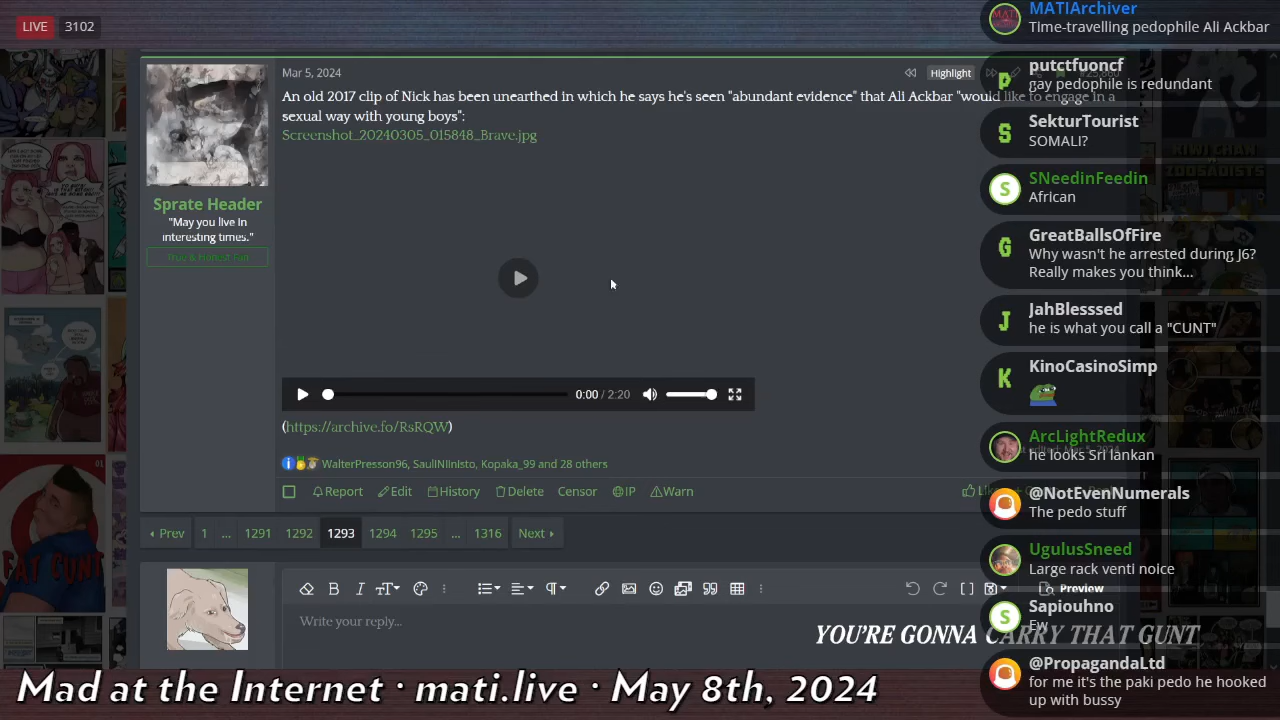 LIVE 3102
Mar 5, 2024
Highlight
An old 2017 clip of Nick has been unearthed in which he says he's seen "abundant evidence" that Ali Ackbar "would like to engage in a
sexual way with young boys":
Screenshot_20240305_015848_Brave.jpg
Sprate Header
"May you live in
interesting times."
True & Honest Fan
0:00 / 2:20
(https://archive.fo/RsRQW)
WalterPresson96, SauliNiinisto, Kopaka_99 and 28 others
Report Edit History Delete Censor IP Warn
Prev 1 ... 1291 1292 1293 1294 1295 ... 1316 Next
Preview
Write your reply...
MATIArchiver
Time-travelling pedophile Ali Ackbar
putctfuoncf
gay pedophile is redundant
SekturTourist
SOMALI?
SNeedinFeedin
African
GreatBallsOfFire
Why wasn't he arrested during J6?
Really makes you think...
JahBlesssed
he is what you call a "CUNT"
KinoCasinoSimp
ArcLightRedux
he looks Sri lankan
@NotEvenNumerals
The pedo stuff
UgulusSneed
Large rack venti noice
Sapiouhno
Ew
@PropagandaLtd
for me it's the paki pedo he hooked
up with bussy
YOU'RE GONNA CARRY THAT GUNT
FAT CUNT
Mad at the Internet · mati.live · May 8th, 2024